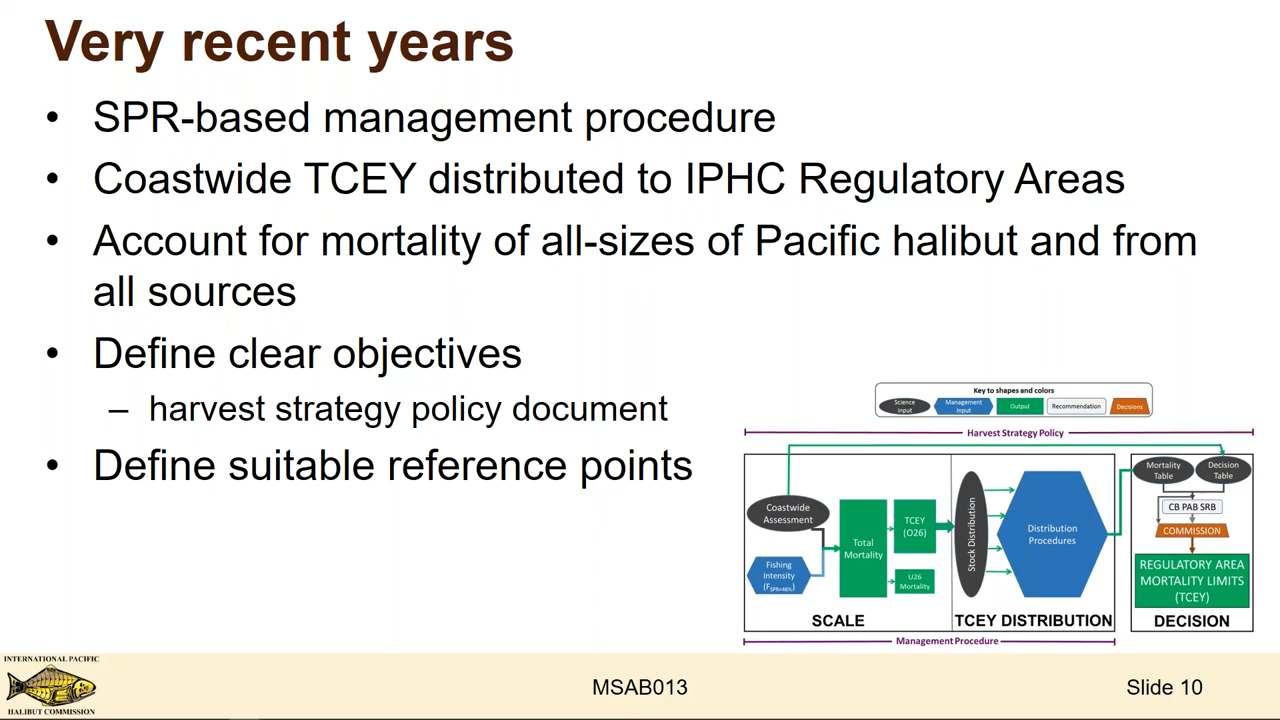 Very recent years
• SPR-based management procedure
• Coastwide TCEY distributed to IPHC Regulatory Areas
• Account for mortality of all-sizes of Pacific halibut and from
all sources
• Define clear objectives
– harvest strategy policy document
• Define suitable reference points
Key to shapes and colors
Science
Input
Management
Input
Output
Recommendation
Decisions
Harvest Strategy Policy
Coastwide
Assessment
Fishing
Intensity
(FSPR=46%)
Total
Mortality
TCEY
(O26)
U26
Mortality
SCALE
Stock Distribution
Distribution
Procedures
TCEY DISTRIBUTION
Mortality
Table
Decision
Table
CB PAB SRB
COMMISSION
REGULATORY AREA
MORTALITY LIMITS
(TCEY)
DECISION
Management Procedure
INTERNATIONAL PACIFIC
HALIBUT COMMISSION
MSAB013
Slide 10